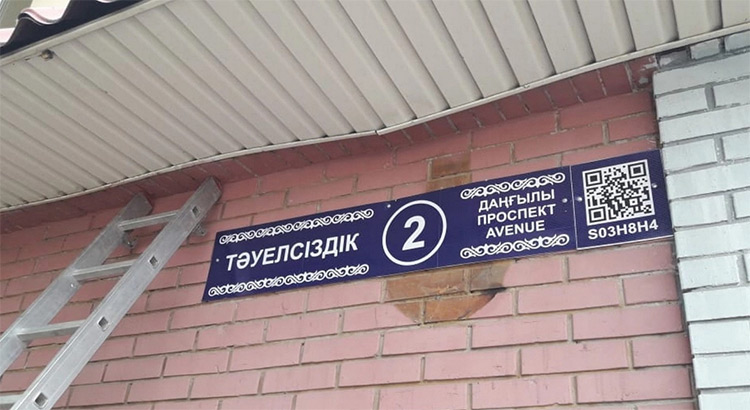 ТӘУЕЛСІЗДІК
2
ДАҢҒЫЛЫ
ПРОСПЕКТ
AVENUE
S03H8H4